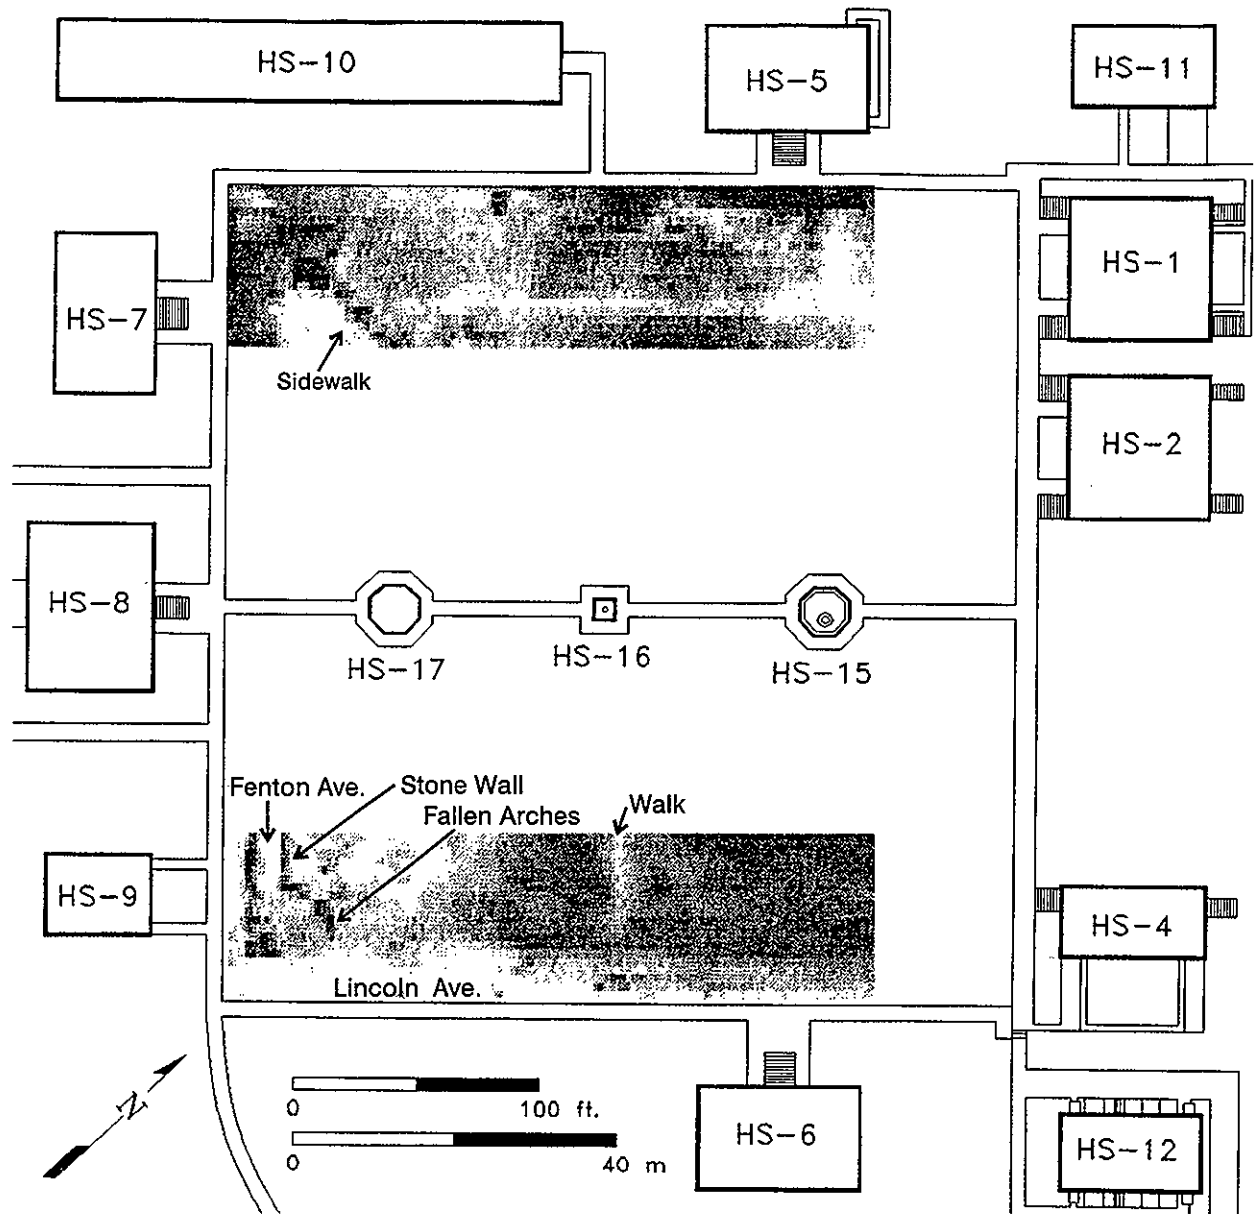 HS-10
HS-5
HS-11
HS-1
HS-7
Sidewalk
HS-2
HS-8
HS-17
HS-16
HS-15
Fenton Ave.
Stone Wall
Fallen Arches
Walk
HS-9
HS-4
Lincoln Ave.
N
0 100 ft.
0 40 m
HS-6
HS-12